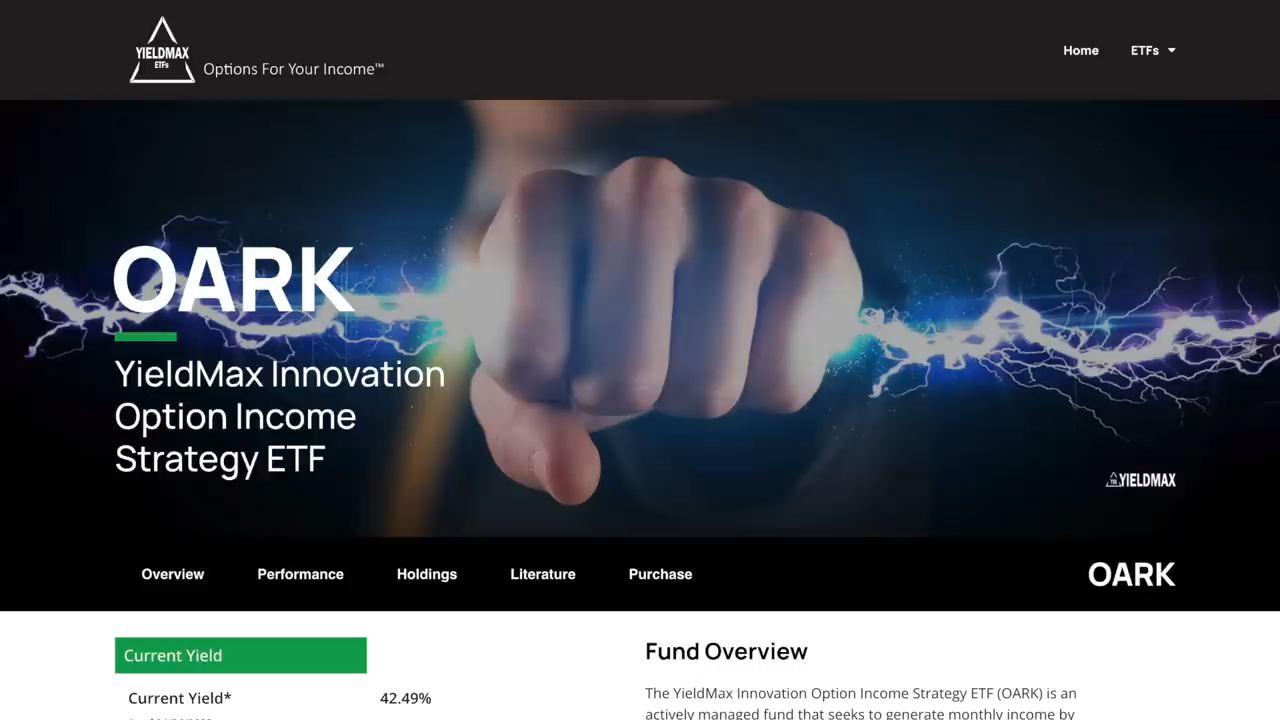 YIELDMAX
ETFs
Options For Your Income™
Home
ETFs
OARK
YieldMax Innovation
Option Income
Strategy ETF
YM YIELDMAX
Overview
Performance
Holdings
Literature
Purchase
OARK
Current Yield
Current Yield* 42.49%
Fund Overview
The YieldMax Innovation Option Income Strategy ETF (OARK) is an
actively managed fund that seeks to generate monthly income by